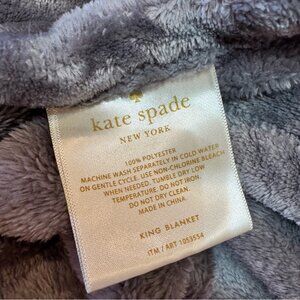 kate spade
NEW YORK
100% POLYESTER
MACHINE WASH SEPARATELY IN COLD WATER
ON GENTLE CYCLE. USE NON-CHLORINE BLEACH
WHEN NEEDED. TUMBLE DRY LOW
TEMPERATURE. DO NOT IRON.
DO NOT DRY CLEAN.
MADE IN CHINA
KING BLANKET
ITM / ART 1053554